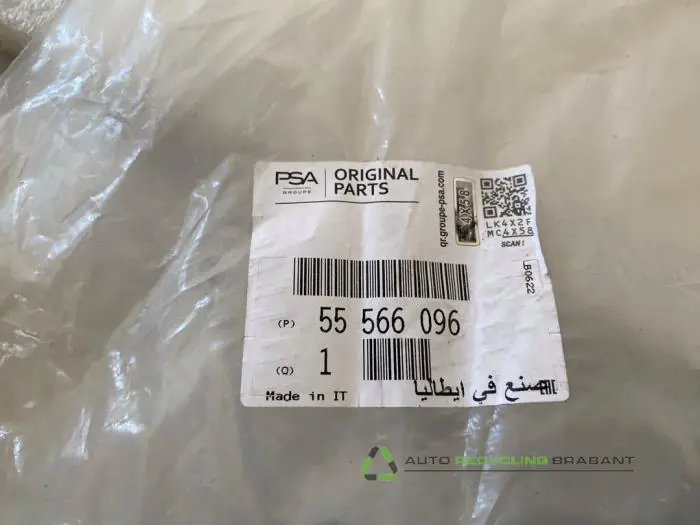 PSA
GROUPE
ORIGINAL
PARTS
qr.groupe-psa.com
4X58
LK4X2F
MC4X58
SCAN!
LB0622
(P) 55 566 096
(Q) 1
Made in IT
صنع في ايطاليا
EAC
AUTO RECYCLING BRABANT